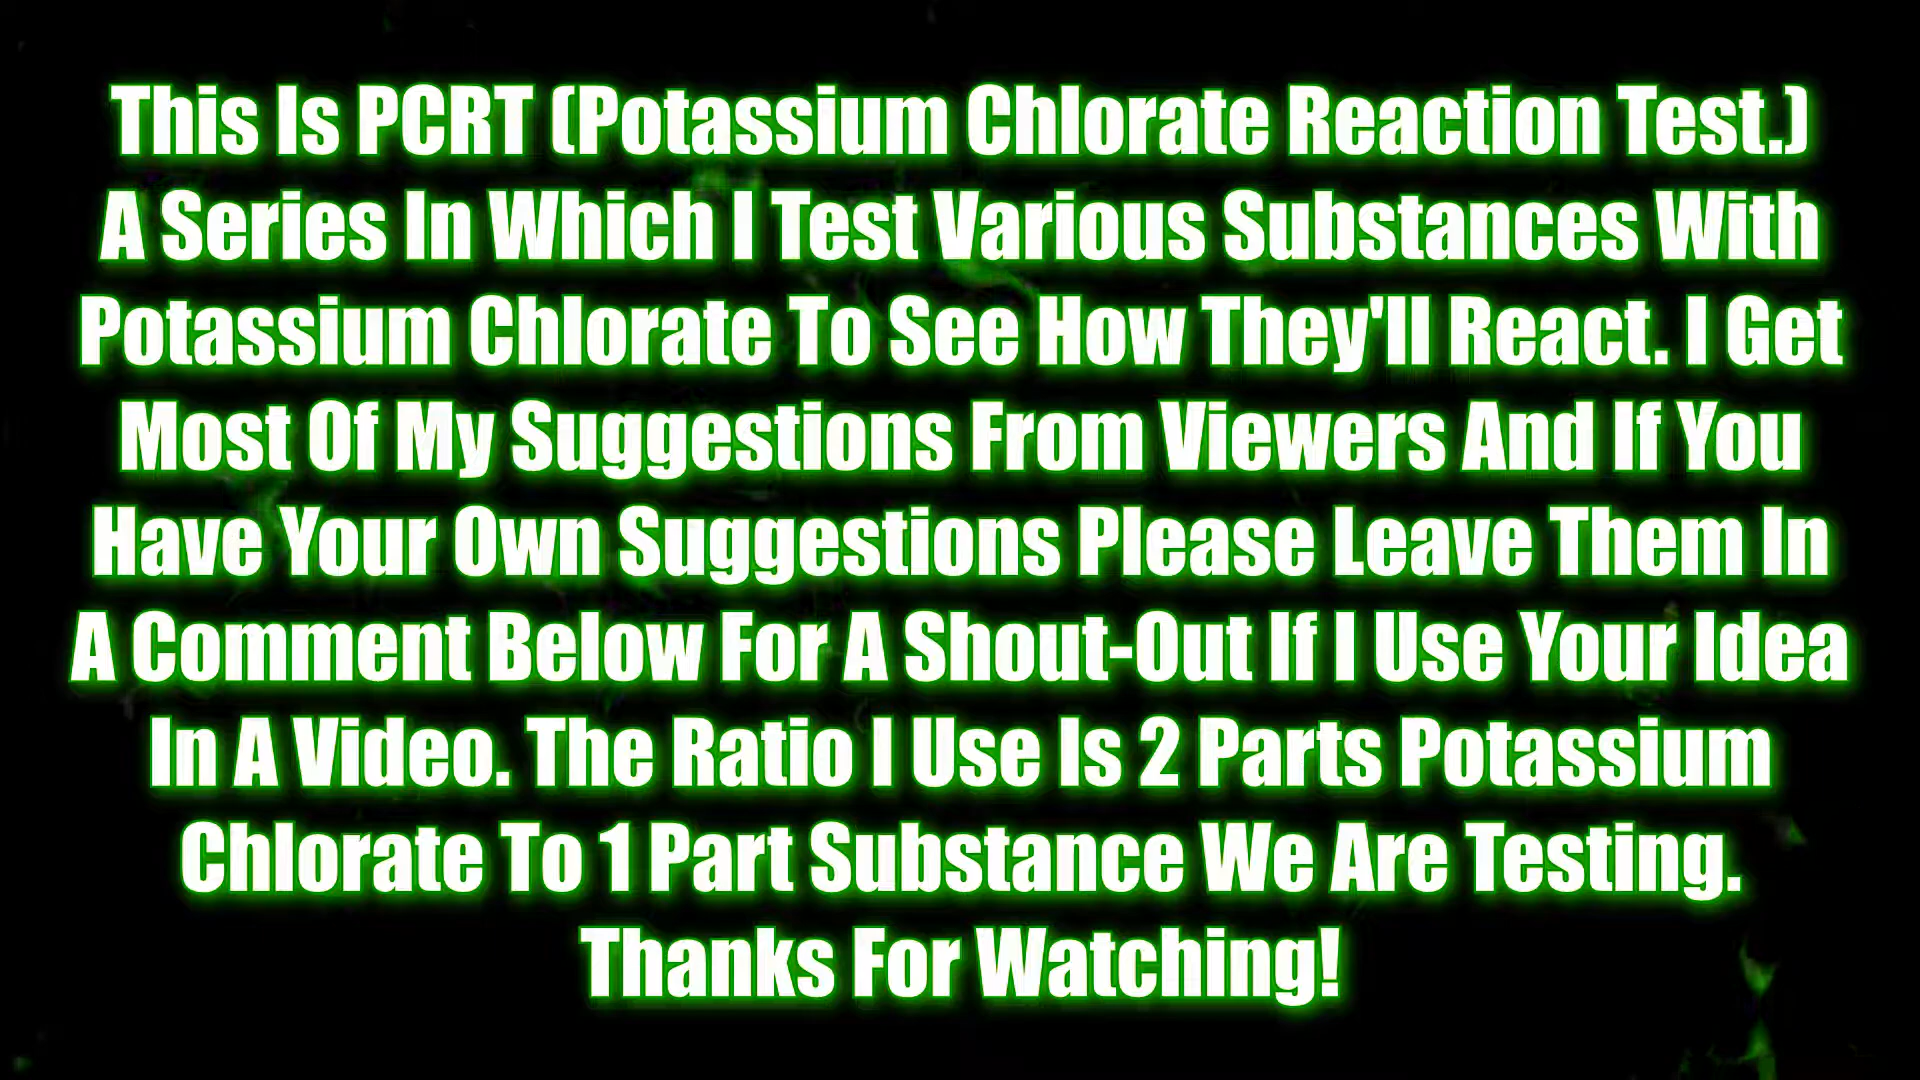 This Is PCRT (Potassium Chlorate Reaction Test.)
A Series In Which I Test Various Substances With
Potassium Chlorate To See How They'll React. I Get
Most Of My Suggestions From Viewers And If You
Have Your Own Suggestions Please Leave Them In
A Comment Below For A Shout-Out If I Use Your Idea
In A Video. The Ratio I Use Is 2 Parts Potassium
Chlorate To 1 Part Substance We Are Testing.
Thanks For Watching!